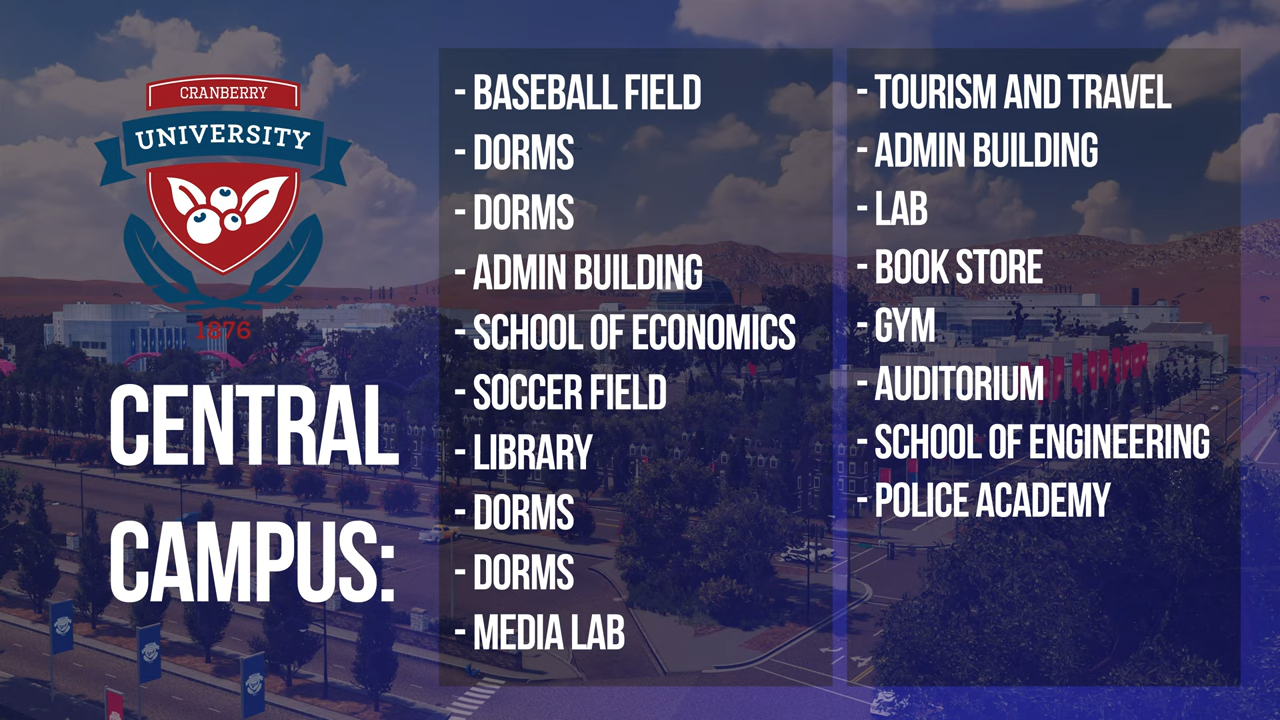 CRANBERRY
UNIVERSITY
1876
CENTRAL
CAMPUS:
- BASEBALL FIELD
- DORMS
- DORMS
- ADMIN BUILDING
- SCHOOL OF ECONOMICS
- SOCCER FIELD
- LIBRARY
- DORMS
- DORMS
- MEDIA LAB
- TOURISM AND TRAVEL
- ADMIN BUILDING
- LAB
- BOOK STORE
- GYM
- AUDITORIUM
- SCHOOL OF ENGINEERING
- POLICE ACADEMY